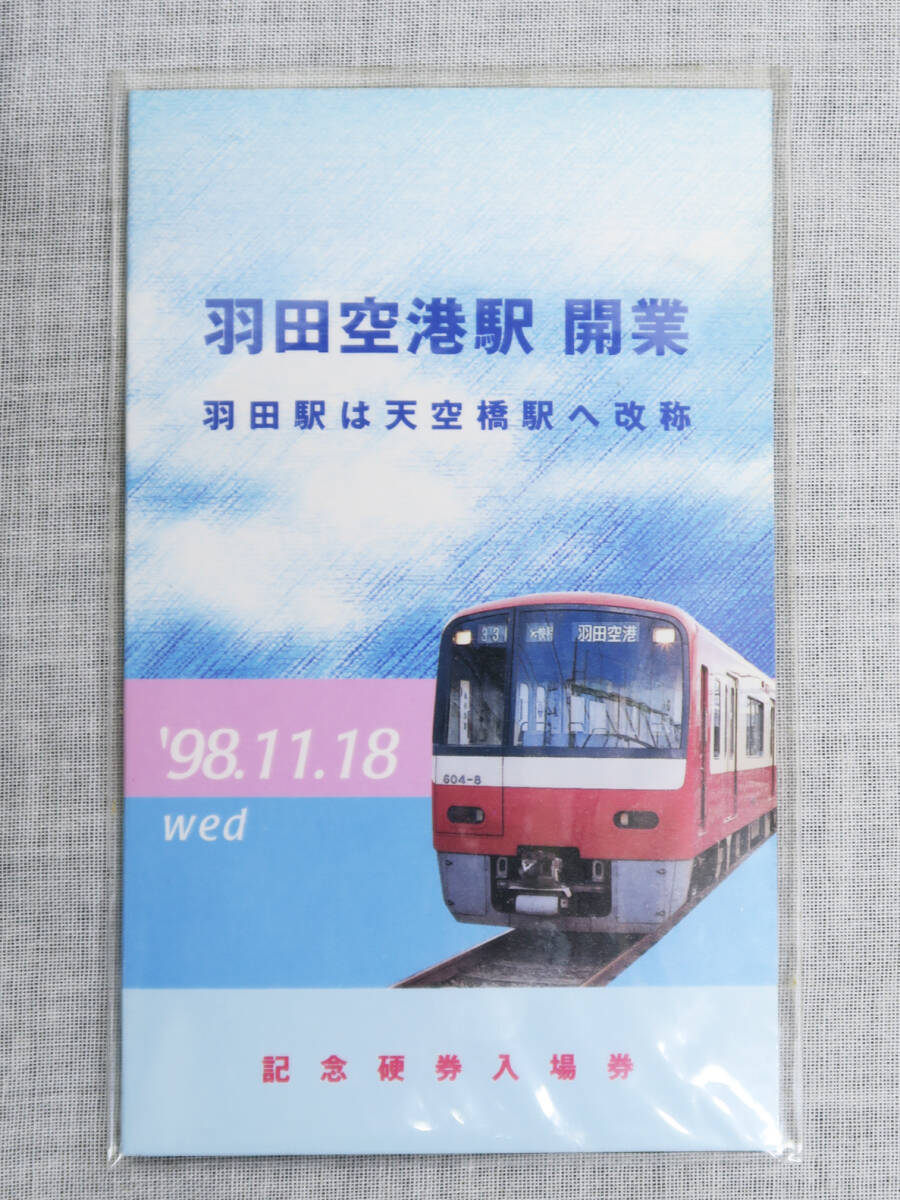 羽田空港駅 開業
羽田駅は天空橋駅へ改称
羽田空港
'98.11.18
604-8
wed
記念硬券入場券